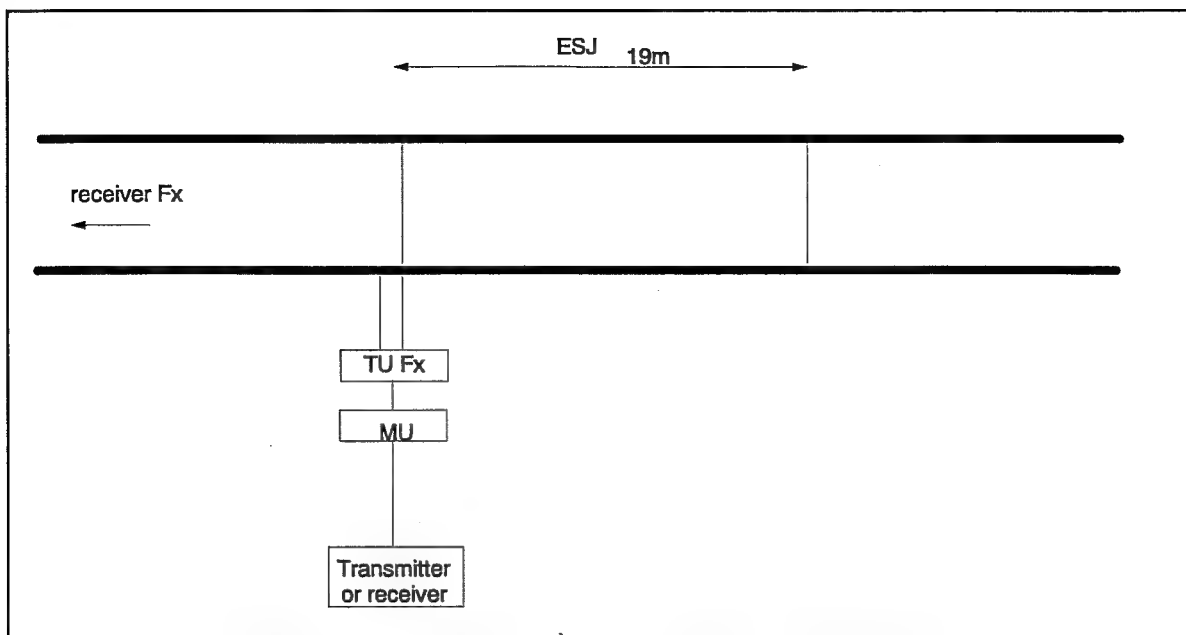 ESJ 19m
receiver Fx
TU Fx
MU
Transmitter
or receiver